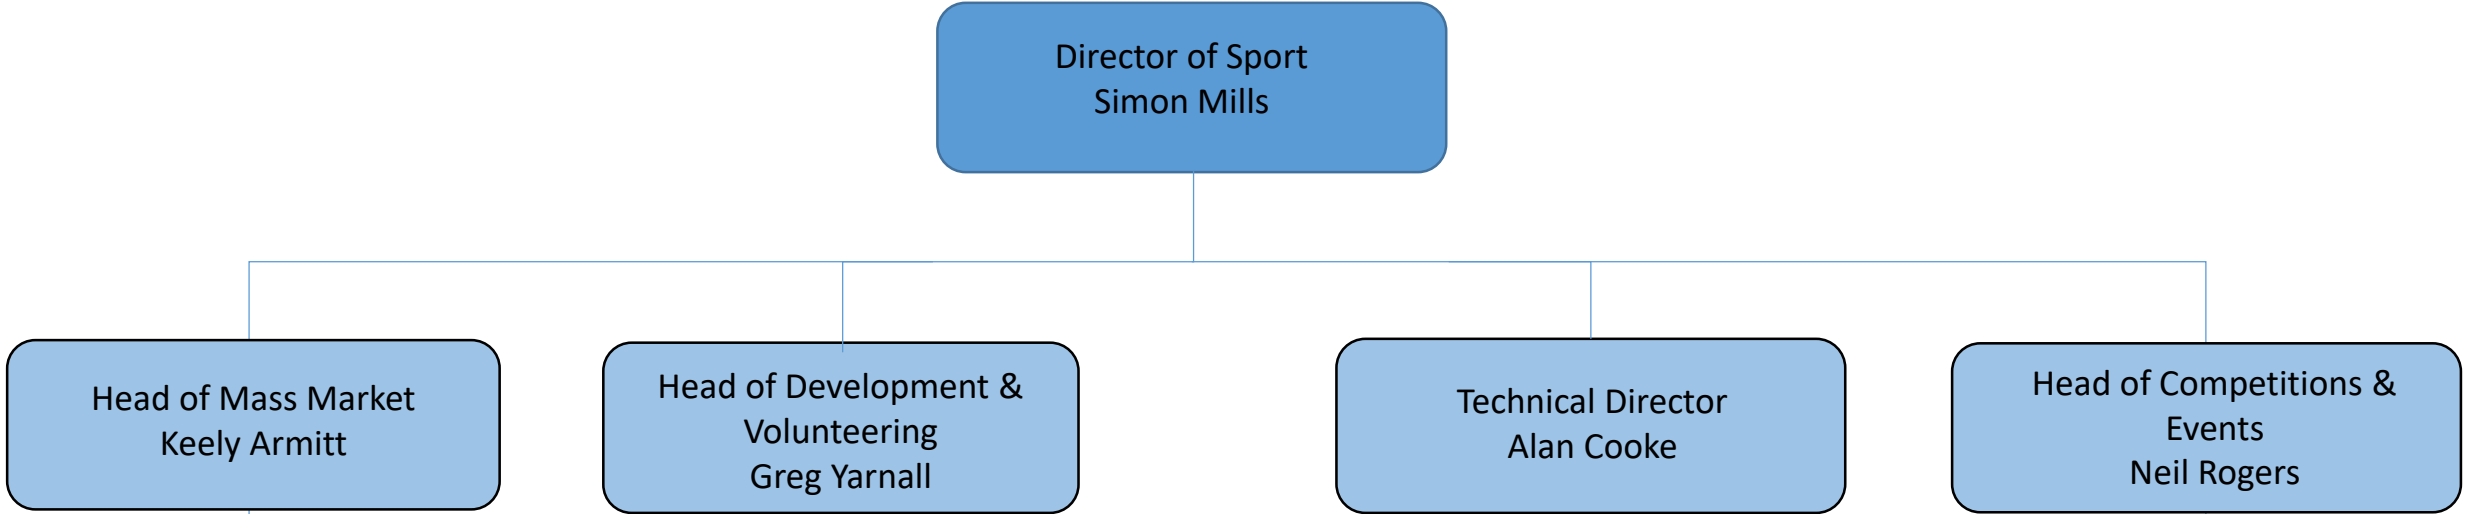 Director of Sport
Simon Mills
Head of Mass Market
Keely Armitt
Head of Development &
Volunteering
Greg Yarnall
Technical Director
Alan Cooke
Head of Competitions &
Events
Neil Rogers